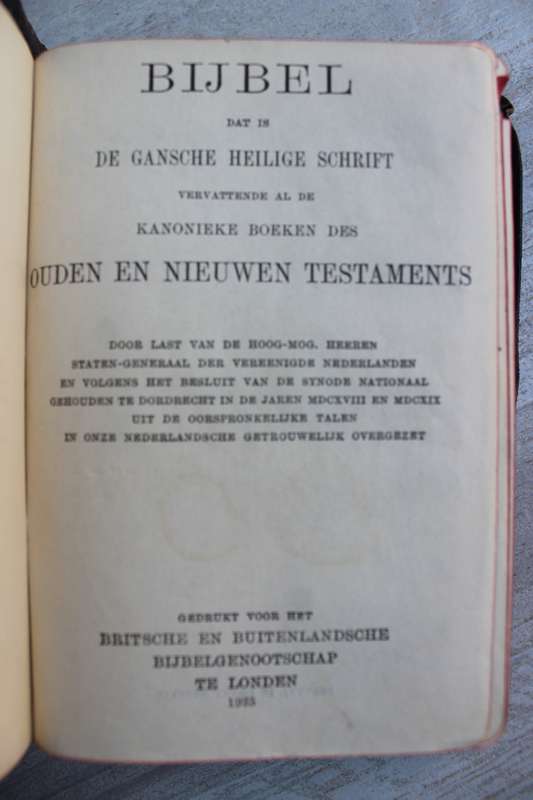 BIJBEL
DAT IS
DE GANSCHE HEILIGE SCHRIFT
VERVATTENDE AL DE
KANONIEKE BOEKEN DES
OUDEN EN NIEUWEN TESTAMENTS
DOOR LAST VAN DE HOOG-MOG. HEEREN
STATEN-GENERAAL DER VEREENIGDE NEDERLANDEN
EN VOLGENS HET BESLUIT VAN DE SYNODE NATIONAAL
GEHOUDEN TE DORDRECHT IN DE JAREN MDCXVIII EN MDCXIX
UIT DE OORSPRONKELIJKE TALEN
IN ONZE NEDERLANDSCHE GETROUWELIJK OVERGEZET
GEDRUKT VOOR HET
BRITSCHE EN BUITENLANDSCHE
BIJBELGENOOTSCHAP
TE LONDEN